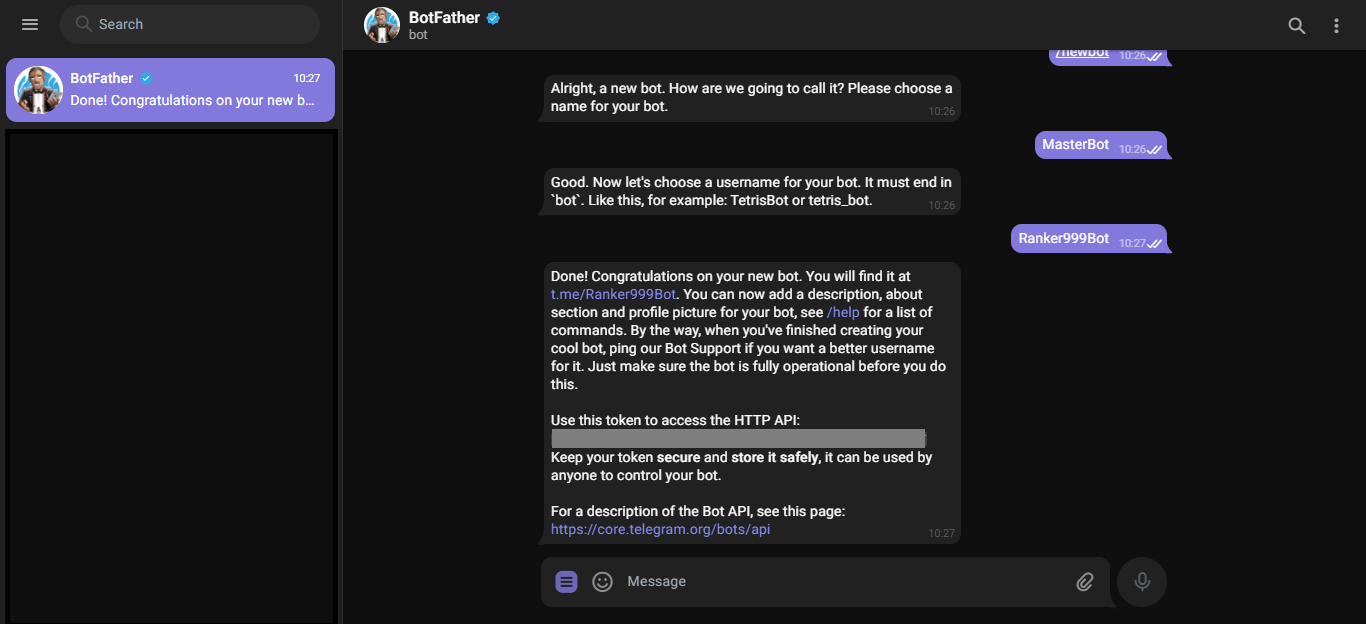 Search
BotFather
bot
BotFather
10:27
Done! Congratulations on your new b...
/newbot 10:26
Alright, a new bot. How are we going to call it? Please choose a
name for your bot.
10:26
MasterBot 10:26
Good. Now let's choose a username for your bot. It must end in
`bot`. Like this, for example: TetrisBot or tetris_bot.
10:26
Ranker999Bot 10:27
Done! Congratulations on your new bot. You will find it at
t.me/Ranker999Bot. You can now add a description, about
section and profile picture for your bot, see /help for a list of
commands. By the way, when you've finished creating your
cool bot, ping our Bot Support if you want a better username
for it. Just make sure the bot is fully operational before you do
this.
Use this token to access the HTTP API:
Keep your token secure and store it safely, it can be used by
anyone to control your bot.
For a description of the Bot API, see this page:
https://core.telegram.org/bots/api
10:27
Message